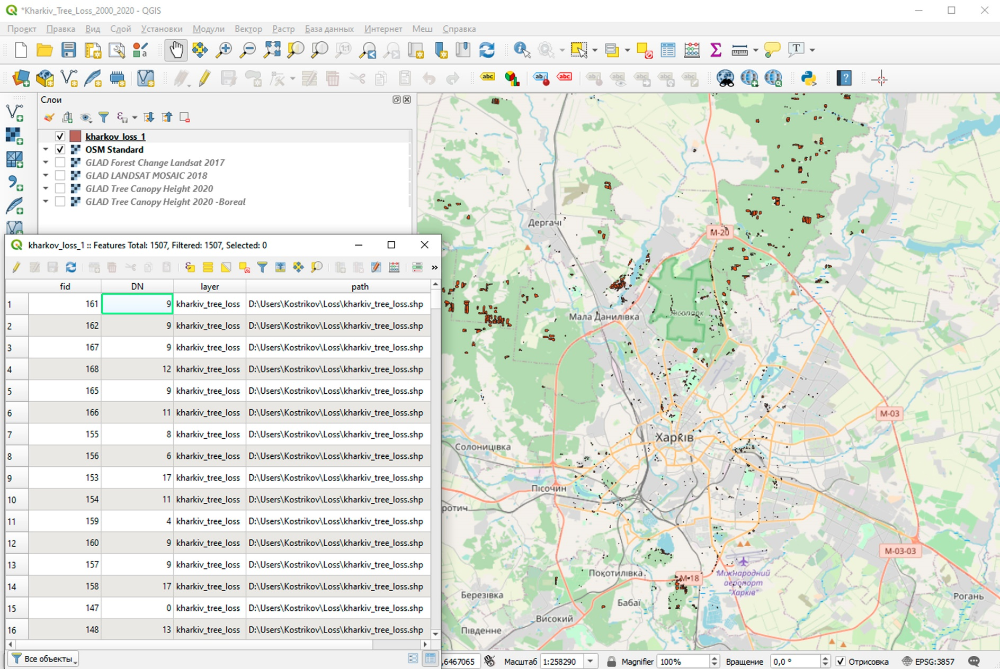 *Kharkiv_Tree_Loss_2000_2020 - QGIS
Проект Правка Вид Слой Установки Модули Вектор Растр База данных Интернет Меш Справка
Слои
kharkov_loss_1
OSM Standard
GLAD Forest Change Landsat 2017
GLAD LANDSAT MOSAIC 2018
GLAD Tree Canopy Height 2020
GLAD Tree Canopy Height 2020 -Boreal
kharkov_loss_1 :: Features Total: 1507, Filtered: 1507, Selected: 0
fid DN layer path
1 161 9 kharkiv_tree_loss D:\Users\Kostrikov\Loss\kharkiv_tree_loss.shp
2 162 9 kharkiv_tree_loss D:\Users\Kostrikov\Loss\kharkiv_tree_loss.shp
3 167 9 kharkiv_tree_loss D:\Users\Kostrikov\Loss\kharkiv_tree_loss.shp
4 168 12 kharkiv_tree_loss D:\Users\Kostrikov\Loss\kharkiv_tree_loss.shp
5 165 9 kharkiv_tree_loss D:\Users\Kostrikov\Loss\kharkiv_tree_loss.shp
6 166 11 kharkiv_tree_loss D:\Users\Kostrikov\Loss\kharkiv_tree_loss.shp
7 155 8 kharkiv_tree_loss D:\Users\Kostrikov\Loss\kharkiv_tree_loss.shp
8 156 6 kharkiv_tree_loss D:\Users\Kostrikov\Loss\kharkiv_tree_loss.shp
9 153 17 kharkiv_tree_loss D:\Users\Kostrikov\Loss\kharkiv_tree_loss.shp
10 154 11 kharkiv_tree_loss D:\Users\Kostrikov\Loss\kharkiv_tree_loss.shp
11 159 4 kharkiv_tree_loss D:\Users\Kostrikov\Loss\kharkiv_tree_loss.shp
12 160 9 kharkiv_tree_loss D:\Users\Kostrikov\Loss\kharkiv_tree_loss.shp
13 157 9 kharkiv_tree_loss D:\Users\Kostrikov\Loss\kharkiv_tree_loss.shp
14 158 17 kharkiv_tree_loss D:\Users\Kostrikov\Loss\kharkiv_tree_loss.shp
15 147 0 kharkiv_tree_loss D:\Users\Kostrikov\Loss\kharkiv_tree_loss.shp
16 148 13 kharkiv_tree_loss D:\Users\Kostrikov\Loss\kharkiv_tree_loss.shp
Все объекты
Дергачі
М-20
Мала Данилівка
Лісопарк
М-03
Харків
Солоницівка
Пісочин
ротич
М-03-03
Покотилівка
М-18
Міжнародний
аеропорт
"Харків"
Березівка
Бабаї
Рогань
Високий
Південне
,6467065 Масштаб 1:258290 Magnifier 100% Вращение 0,0 ° Отрисовка EPSG:3857